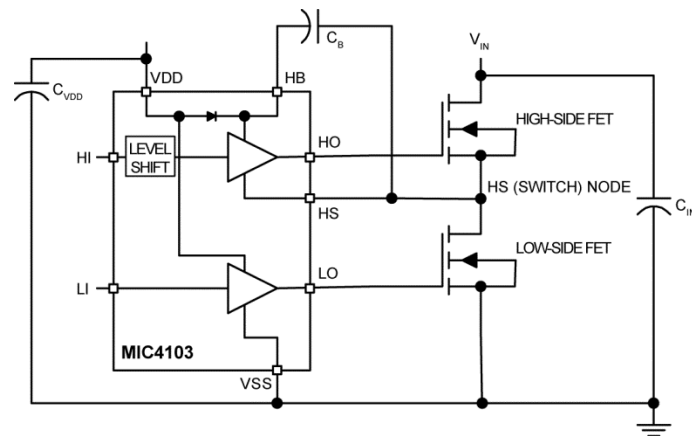 C_B
V_IN
VDD
HB
C_VDD
HIGH-SIDE FET
HO
HI
LEVEL
SHIFT
HS (SWITCH) NODE
HS
C_IN
LOW-SIDE FET
LO
LI
MIC4103
VSS